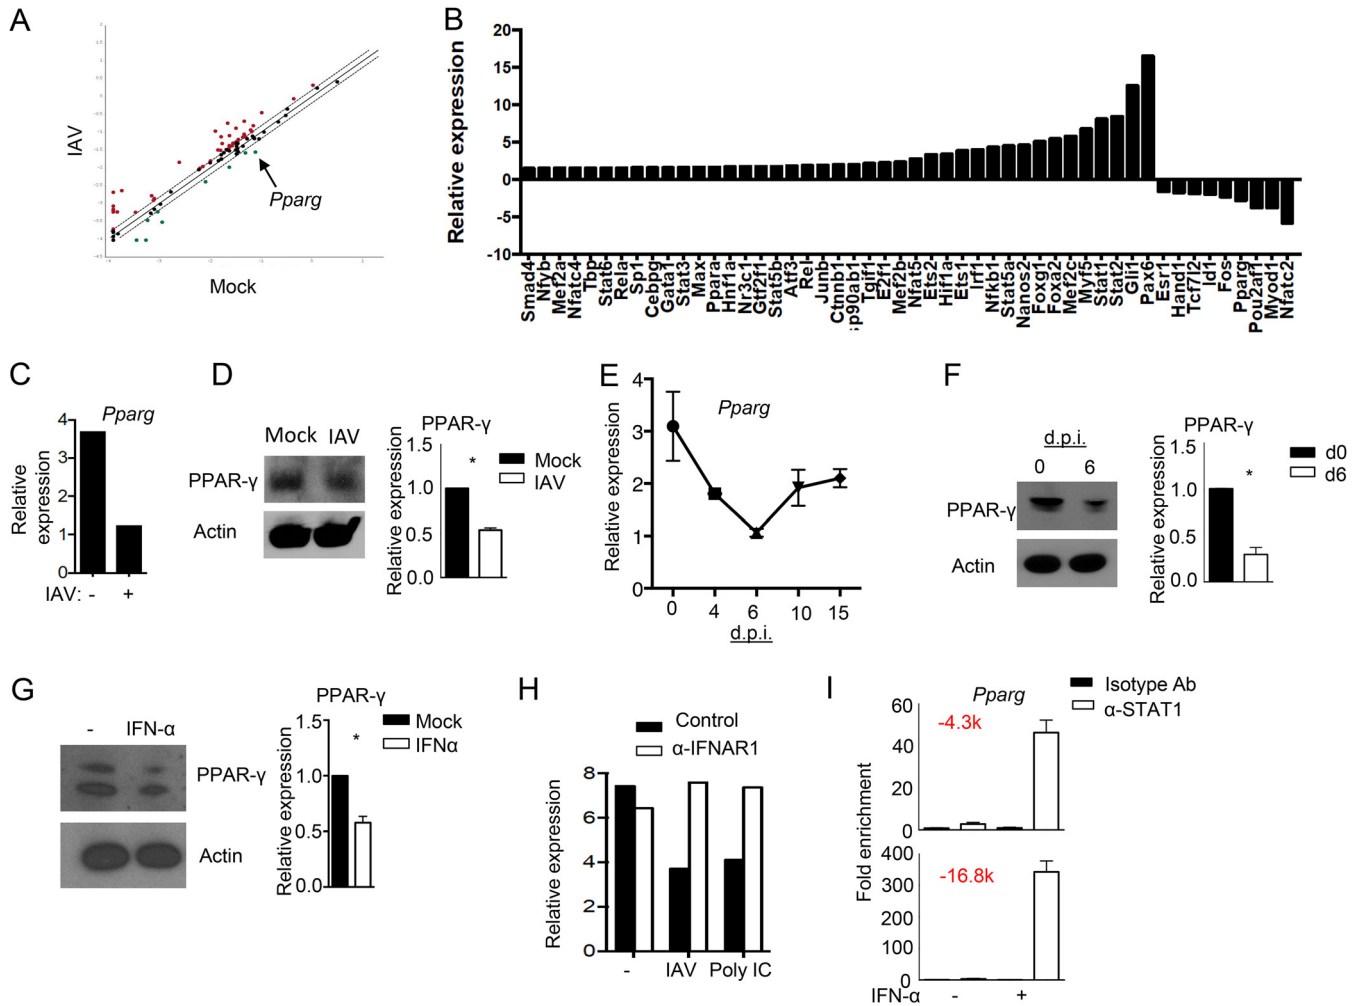 A
IAV
Pparg
Mock
B
Relative expression
20
15
10
5
0
-5
-10
Smad4
Nfyb
Mef2a
Nfatc4
Tbp
Stat6
Rela
Sp1
Cebpg
Gata1
Stat3
Max
Ppara
Hnf1a
Nr3c1
Gtf2f1
Stat5b
Atf3
Rel
Junb
Ctnnb1
sp90ab1
Tgif1
E2f1
Mef2b
Nfat5
Ets2
Hif1a
Ets1
Irf1
Nfkb1
Stat5a
Nanos2
Foxg1
Foxa2
Mef2c
Myf5
Stat1
Stat2
Gli1
Pax6
Esr1
Hand1
Tcf7l2
Id1
Fos
Pparg
Pou2af1
Myod1
Nfatc2
C
Pparg
Relative
expression
4
3
2
1
0
IAV: - +
D
Mock IAV
PPAR-γ
Actin
PPAR-γ
Relative expression
1.5
1.0
0.5
0.0
*
Mock
IAV
E
Pparg
Relative expression
4
3
2
1
0
0 4 6 10 15
d.p.i.
F
d.p.i.
0 6
PPAR-γ
Actin
PPAR-γ
Relative expression
1.5
1.0
0.5
0.0
*
d0
d6
G
- IFN-α
PPAR-γ
Actin
PPAR-γ
Relative expression
1.5
1.0
0.5
0.0
*
Mock
IFNα
H
Control
α-IFNAR1
Relative expression
8
6
4
2
0
- IAV Poly IC
I
Pparg
Isotype Ab
α-STAT1
Fold enrichment
-4.3k
60
40
20
0
-16.8k
400
300
200
100
0
IFN-α - +